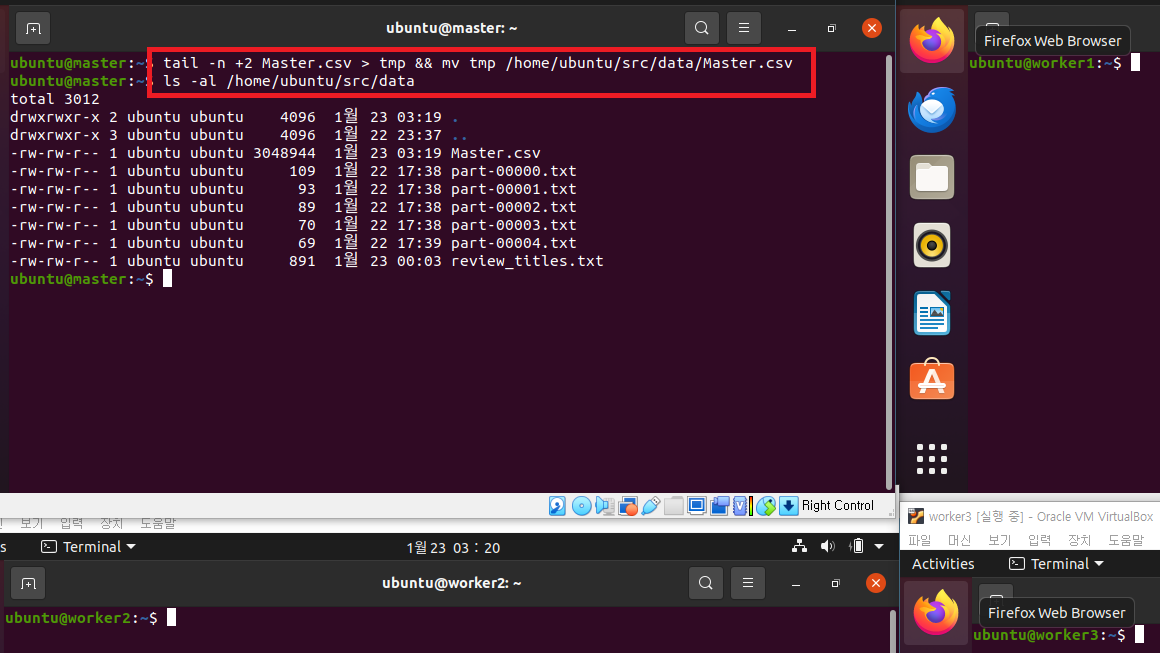 ubuntu@master: ~
ubuntu@master:~$ tail -n +2 Master.csv > tmp && mv tmp /home/ubuntu/src/data/Master.csv
ubuntu@master:~$ ls -al /home/ubuntu/src/data
total 3012
drwxrwxr-x 2 ubuntu ubuntu    4096  1월 23 03:19 .
drwxrwxr-x 3 ubuntu ubuntu    4096  1월 22 23:37 ..
-rw-rw-r-- 1 ubuntu ubuntu 3048944  1월 23 03:19 Master.csv
-rw-rw-r-- 1 ubuntu ubuntu     109  1월 22 17:38 part-00000.txt
-rw-rw-r-- 1 ubuntu ubuntu      93  1월 22 17:38 part-00001.txt
-rw-rw-r-- 1 ubuntu ubuntu      89  1월 22 17:38 part-00002.txt
-rw-rw-r-- 1 ubuntu ubuntu      70  1월 22 17:38 part-00003.txt
-rw-rw-r-- 1 ubuntu ubuntu      69  1월 22 17:39 part-00004.txt
-rw-rw-r-- 1 ubuntu ubuntu     891  1월 23 00:03 review_titles.txt
ubuntu@master:~$
Right Control
Firefox Web Browser
ubuntu@worker1:~$
보기 입력 장치 도움말
s Terminal 1월 23 03 : 20
ubuntu@worker2: ~
ubuntu@worker2:~$
worker3 [실행 중] - Oracle VM VirtualBox
파일 머신 보기 입력 장치 도움말
Activities Terminal
Firefox Web Browser
ubuntu@worker3:~$